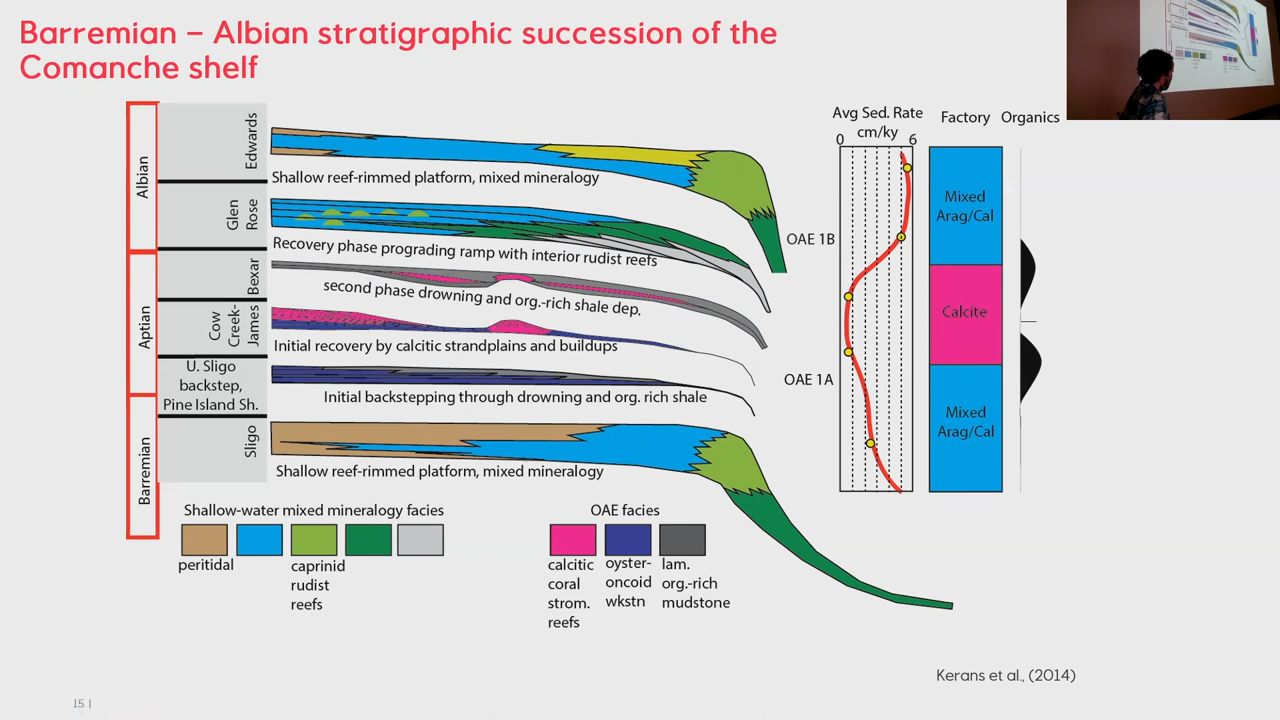 Barremian – Albian stratigraphic succession of the
Comanche shelf
Albian
Aptian
Barremian
Edwards
Glen
Rose
Bexar
Cow
Creek-
James
U. Sligo
backstep,
Pine Island Sh.
Sligo
Shallow reef-rimmed platform, mixed mineralogy
Recovery phase prograding ramp with interior rudist reefs
second phase drowning and org.-rich shale dep.
Initial recovery by calcitic strandplains and buildups
Initial backstepping through drowning and org. rich shale
Shallow reef-rimmed platform, mixed mineralogy
Avg Sed. Rate
cm/ky
0 6
OAE 1B
OAE 1A
Factory
Mixed
Arag/Cal
Calcite
Mixed
Arag/Cal
Organics
Shallow-water mixed mineralogy facies
peritidal
caprinid
rudist
reefs
OAE facies
calcitic
coral
strom.
reefs
oyster-
oncoid
wkstn
lam.
org.-rich
mudstone
Kerans et al., (2014)
15 |